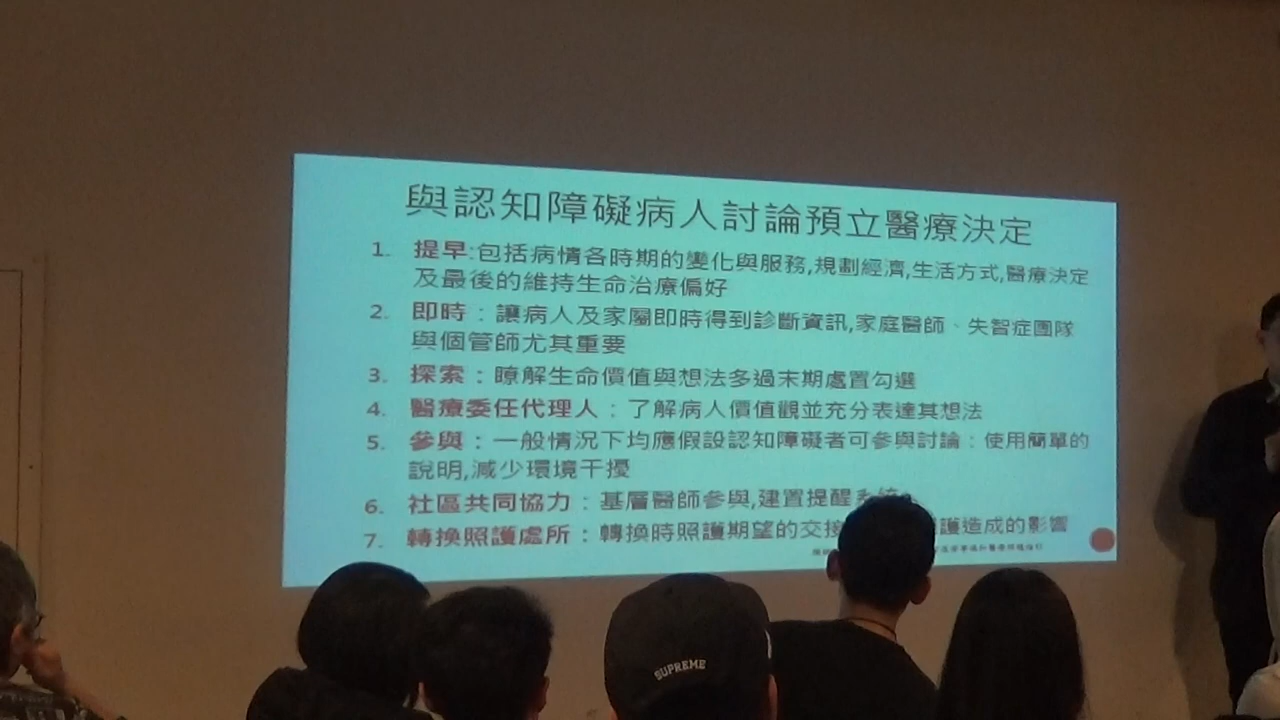 與認知障礙病人討論預立醫療決定
1. 提早:包括病情各時期的變化與服務,規劃經濟,生活方式,醫療決定
及最後的維持生命治療偏好
2. 即時：讓病人及家屬即時得到診斷資訊,家庭醫師、失智症團隊
與個管師尤其重要
3. 探索：瞭解生命價值與想法多過末期處置勾選
4. 醫療委任代理人：了解病人價值觀並充分表達其想法
5. 參與：一般情況下均應假設認知障礙者可參與討論：使用簡單的
說明,減少環境干擾
6. 社區共同協力：基層醫師參與,建置提醒系統
7. 轉換照護處所：轉換時照護期望的交接 護造成的影響
SUPREME